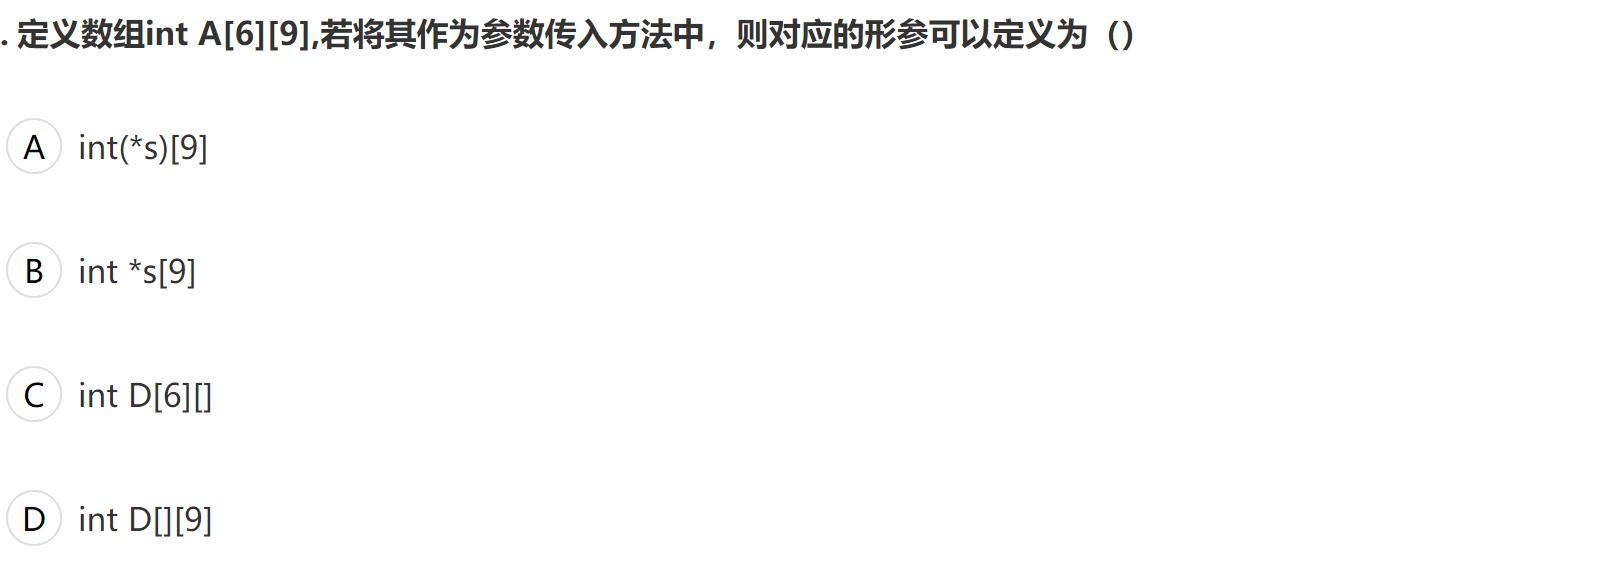 . 定义数组int A[6][9],若将其作为参数传入方法中，则对应的形参可以定义为（）
A int(*s)[9]
B int *s[9]
C int D[6][]
D int D[][9]